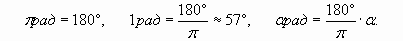 πрад = 180°, 1рад = 180°/π ≈ 57°, αрад = 180°/π · α.